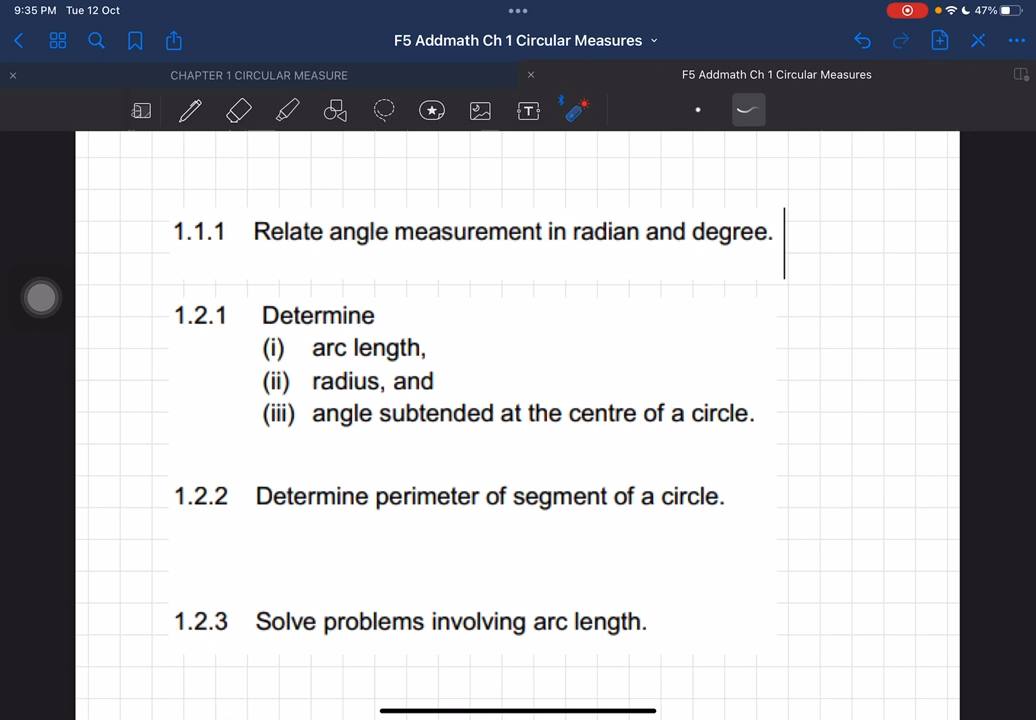 9:35 PM Tue 12 Oct
47%
F5 Addmath Ch 1 Circular Measures
CHAPTER 1 CIRCULAR MEASURE
F5 Addmath Ch 1 Circular Measures
T
1.1.1 Relate angle measurement in radian and degree.
1.2.1 Determine
(i) arc length,
(ii) radius, and
(iii) angle subtended at the centre of a circle.
1.2.2 Determine perimeter of segment of a circle.
1.2.3 Solve problems involving arc length.